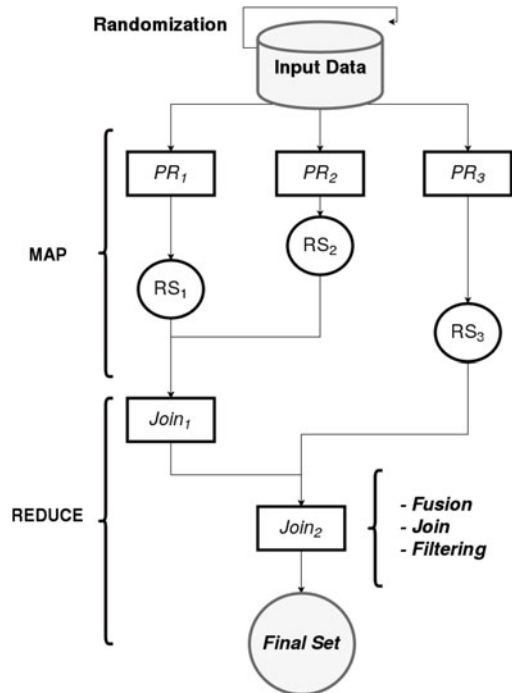 Randomization
Input Data
PR₁
PR₂
PR₃
MAP
RS₁
RS₂
RS₃
Join₁
REDUCE
Join₂
- Fusion
- Join
- Filtering
Final Set